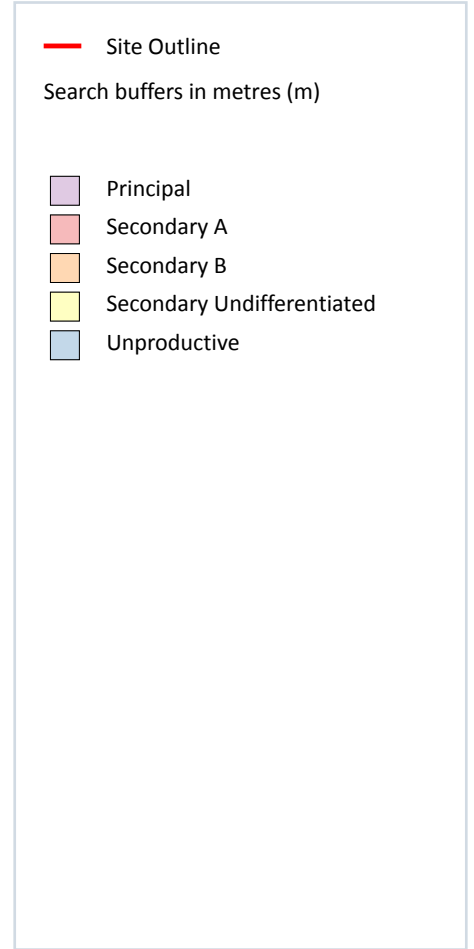 Site Outline
Search buffers in metres (m)
Principal
Secondary A
Secondary B
Secondary Undifferentiated
Unproductive